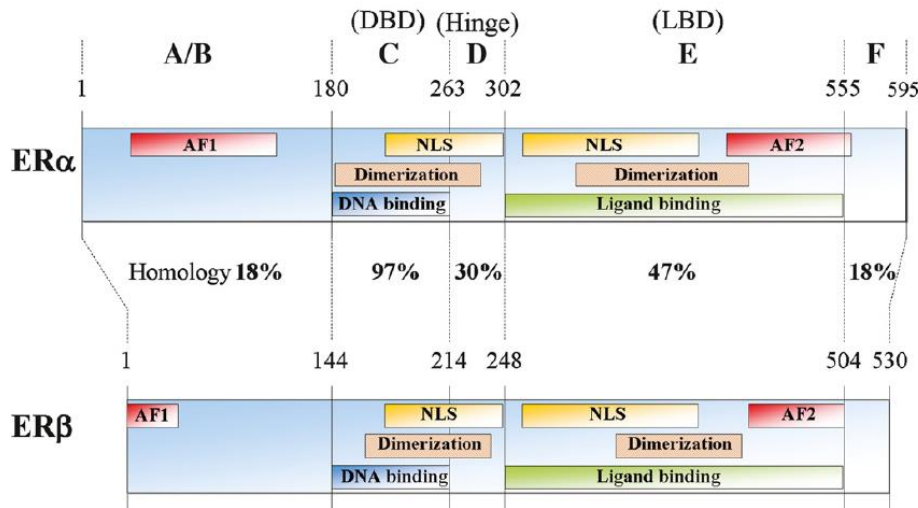 (DBD) (Hinge) (LBD)
A/B C D E F
1 180 263 302 555 595
ERα
AF1 NLS NLS AF2
Dimerization Dimerization
DNA binding Ligand binding
Homology 18% 97% 30% 47% 18%
1 144 214 248 504 530
ERβ
AF1 NLS NLS AF2
Dimerization Dimerization
DNA binding Ligand binding